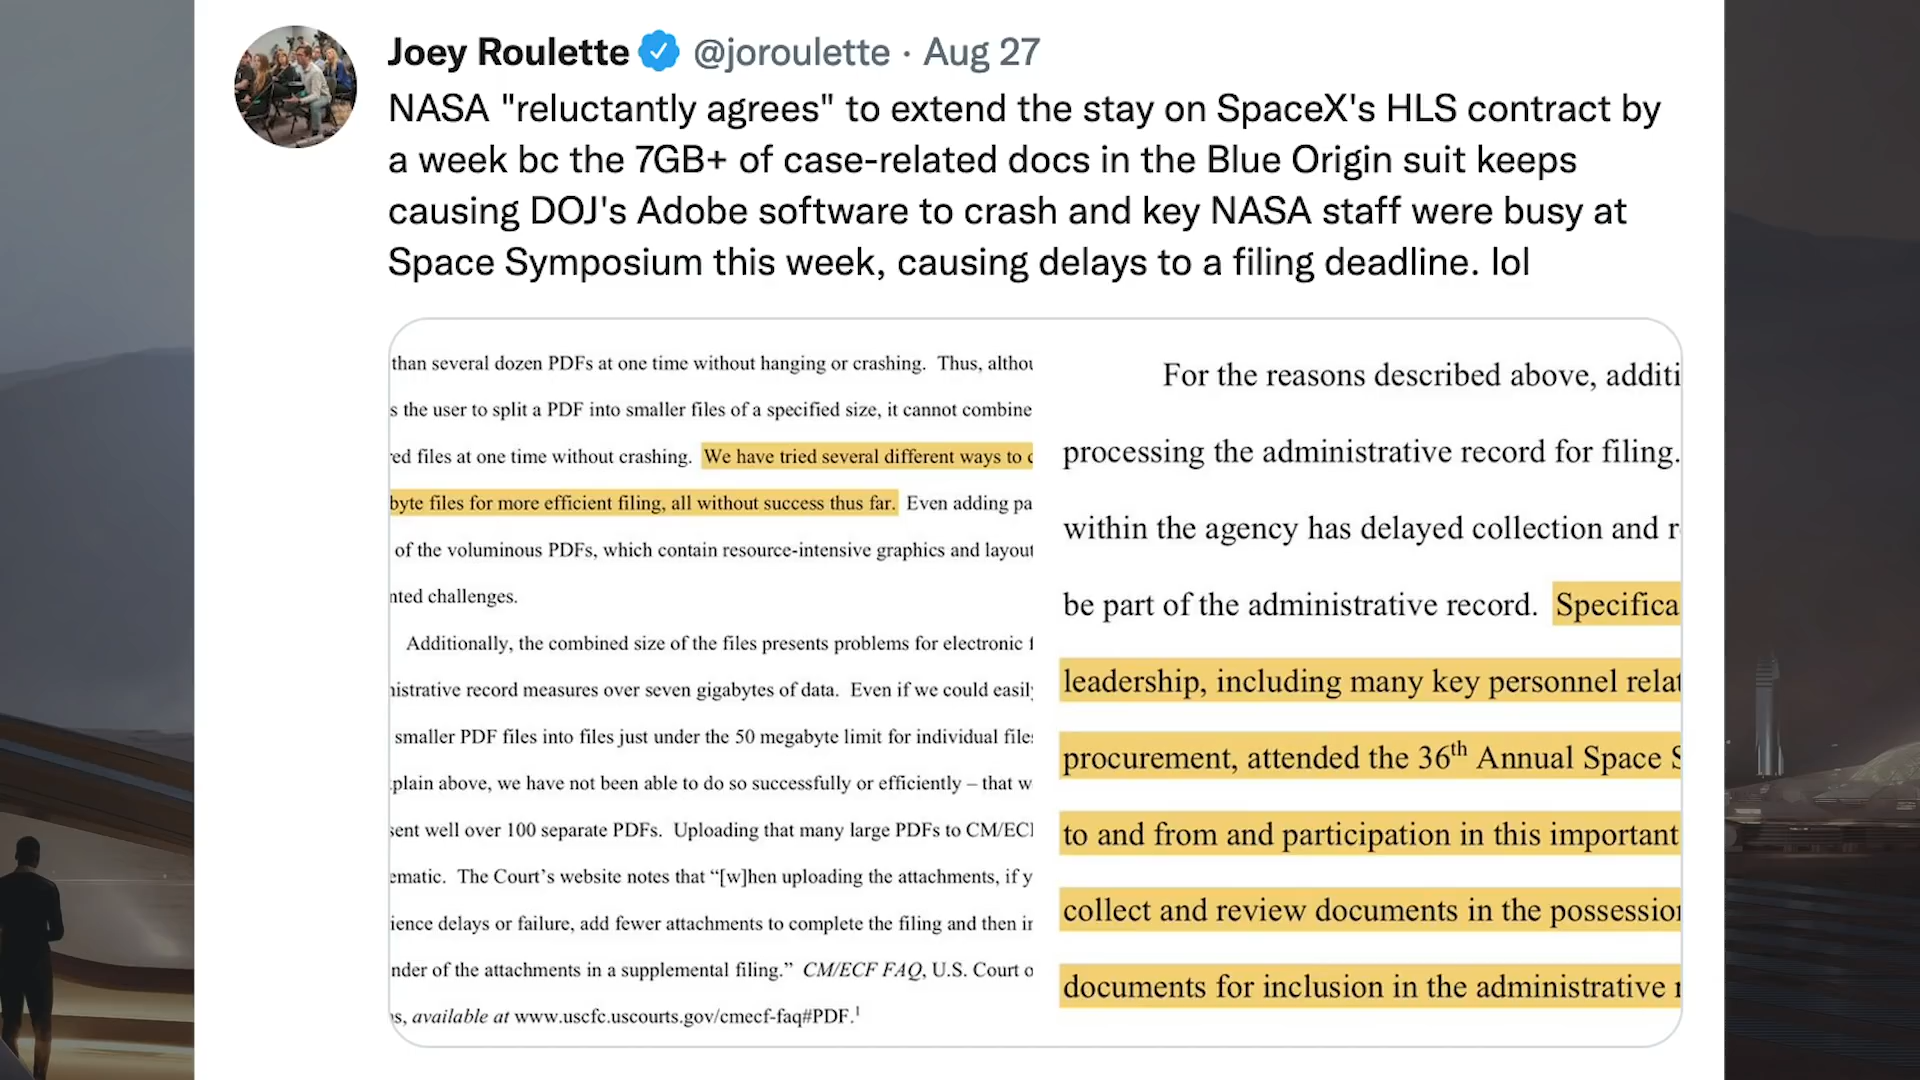 Joey Roulette @joroulette · Aug 27
NASA "reluctantly agrees" to extend the stay on SpaceX's HLS contract by
a week bc the 7GB+ of case-related docs in the Blue Origin suit keeps
causing DOJ's Adobe software to crash and key NASA staff were busy at
Space Symposium this week, causing delays to a filing deadline. lol
than several dozen PDFs at one time without hanging or crashing. Thus, althou
s the user to split a PDF into smaller files of a specified size, it cannot combine
red files at one time without crashing. We have tried several different ways to c
byte files for more efficient filing, all without success thus far. Even adding pa
of the voluminous PDFs, which contain resource-intensive graphics and layout
nted challenges.
Additionally, the combined size of the files presents problems for electronic f
nistrative record measures over seven gigabytes of data. Even if we could easily
smaller PDF files into files just under the 50 megabyte limit for individual files
plain above, we have not been able to do so successfully or efficiently – that w
sent well over 100 separate PDFs. Uploading that many large PDFs to CM/ECF
ematic. The Court's website notes that “[w]hen uploading the attachments, if y
ience delays or failure, add fewer attachments to complete the filing and then in
nder of the attachments in a supplemental filing.” CM/ECF FAQ, U.S. Court o
s, available at www.uscfc.uscourts.gov/cmecf-faq#PDF.1
For the reasons described above, additi
processing the administrative record for filing.
within the agency has delayed collection and r
be part of the administrative record. Specifica
leadership, including many key personnel relat
procurement, attended the 36th Annual Space S
to and from and participation in this important
collect and review documents in the possession
documents for inclusion in the administrative r